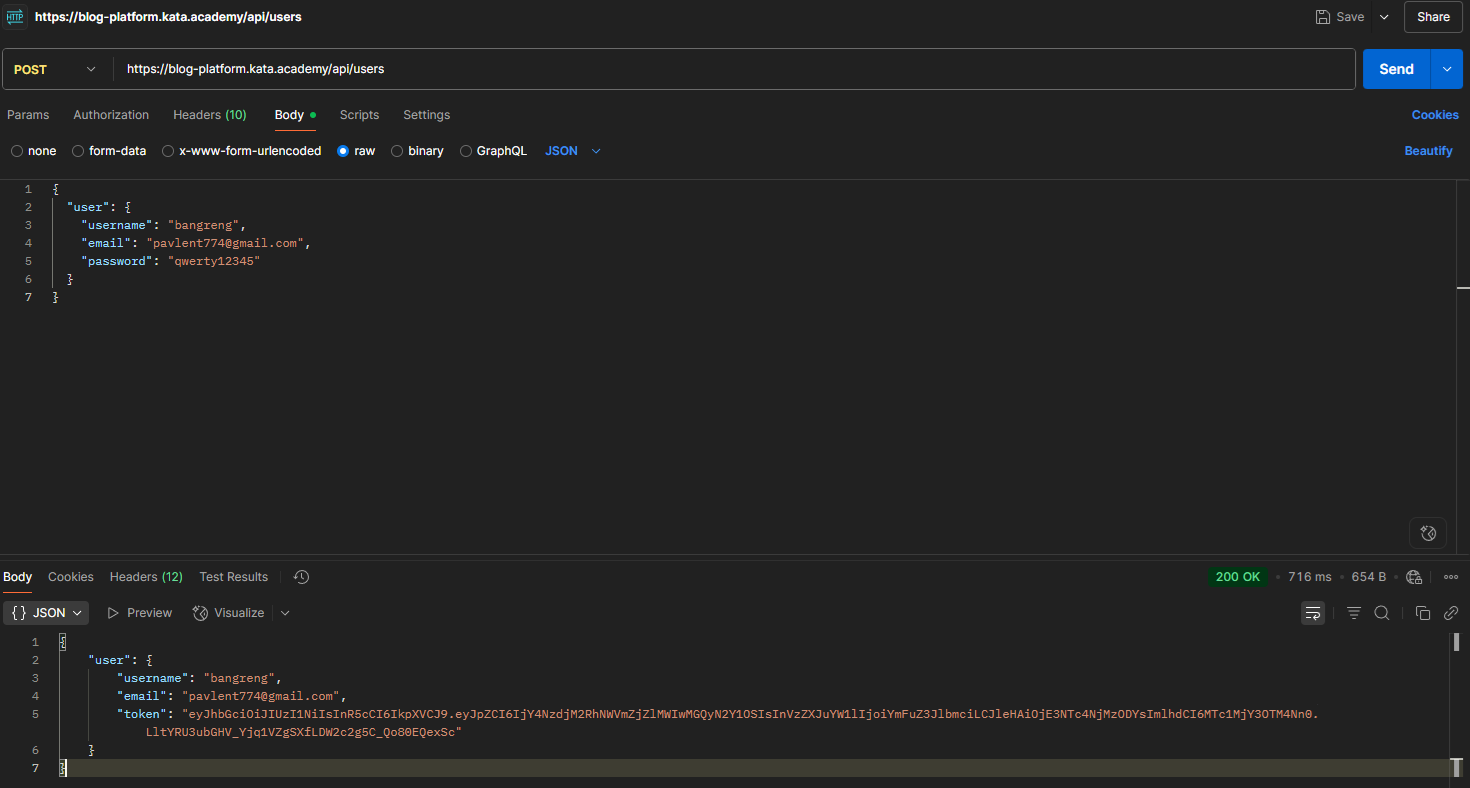 HTTP https://blog-platform.kata.academy/api/users Save Share
POST https://blog-platform.kata.academy/api/users Send
Params Authorization Headers (10) Body Scripts Settings Cookies
none form-data x-www-form-urlencoded raw binary GraphQL JSON Beautify
1 {
2 "user": {
3 "username": "bangreng",
4 "email": "pavlent774@gmail.com",
5 "password": "qwerty12345"
6 }
7 }
Body Cookies Headers (12) Test Results 200 OK • 716 ms • 654 B
{} JSON Preview Visualize
1 {
2 "user": {
3 "username": "bangreng",
4 "email": "pavlent774@gmail.com",
5 "token": "eyJhbGciOiJIUzI1NiIsInR5cCI6IkpXVCJ9.eyJpZCI6IjY4NzdjM2RhNWVmZjZlMWIwMGQyN2Y1OSIsInVzZXJuYW1lIjoiYmFuZ3JlbmciLCJleHAiOjE3NTc4NjMzODYsImlhdCI6MTc1MjY3OTM4Nn0.
LltYRU3ubGHV_Yjq1VZgSXfLDW2c2g5C_Qo80EQexSc"
6 }
7 }